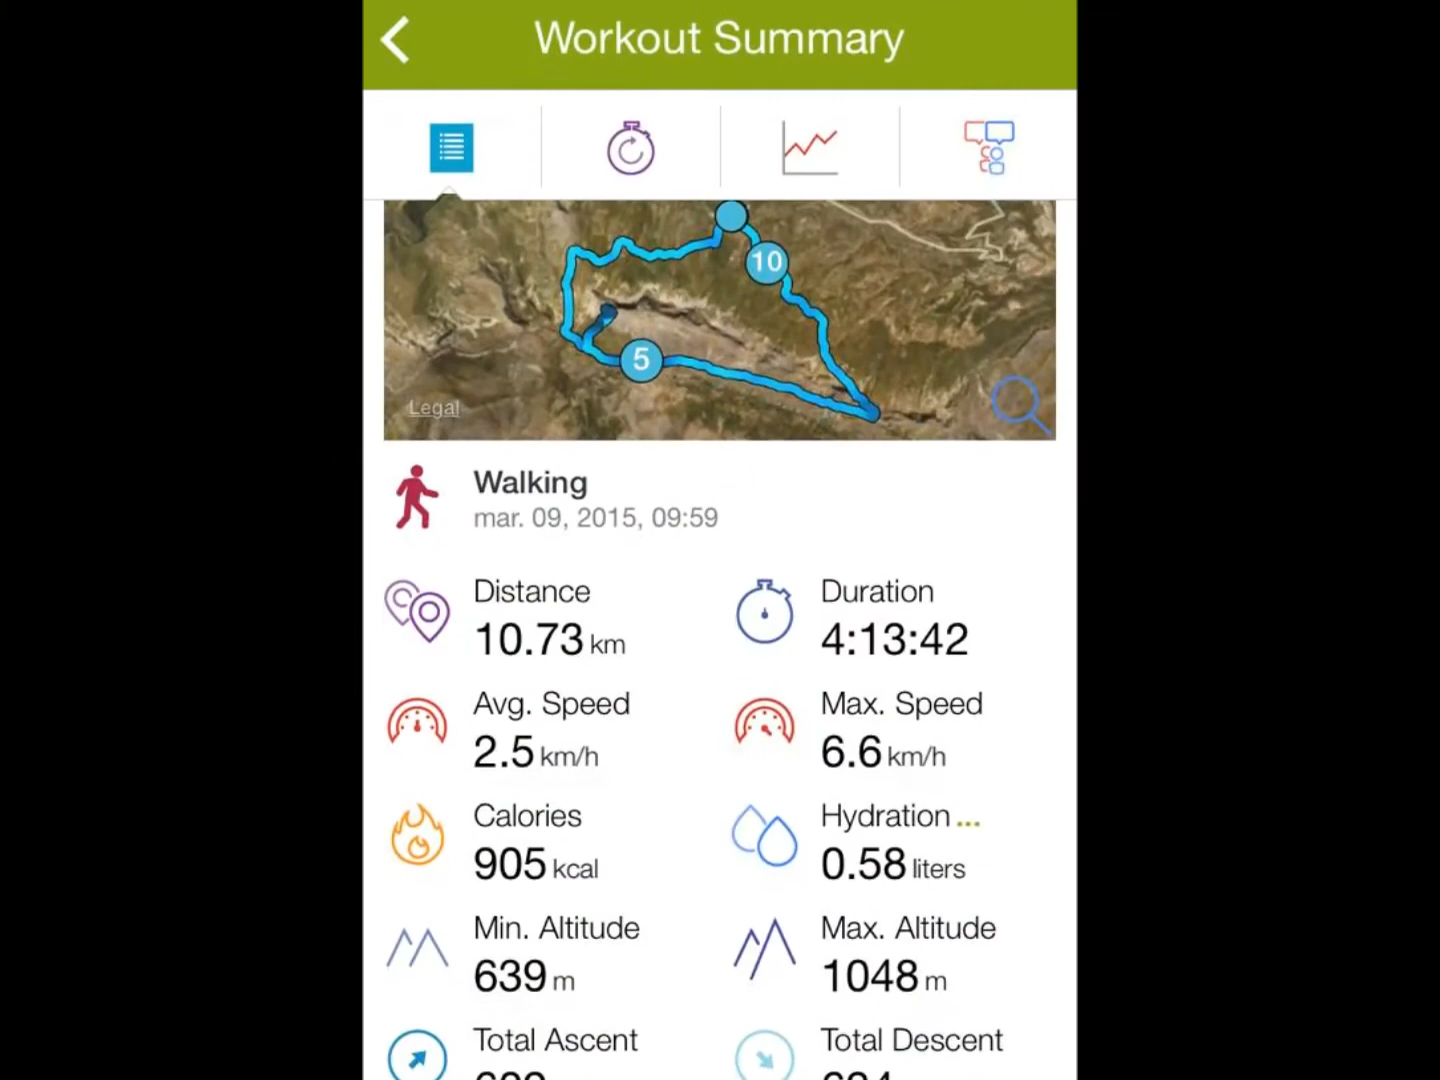 Workout Summary
10
5
Legal
Walking
mar. 09, 2015, 09:59
Distance
10.73 km
Duration
4:13:42
Avg. Speed
2.5 km/h
Max. Speed
6.6 km/h
Calories
905 kcal
Hydration ...
0.58 liters
Min. Altitude
639 m
Max. Altitude
1048 m
Total Ascent
Total Descent